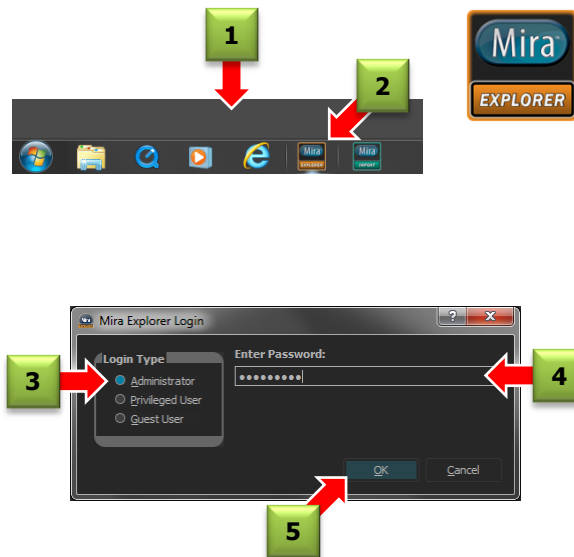 1
2
Mira™
EXPLORER
Mira
EXPLORER
Mira
IMPORT
Mira Explorer Login
?
X
Login Type
Enter Password:
3
Administrator
●●●●●●●●●
4
Privileged User
Guest User
OK
Cancel
5